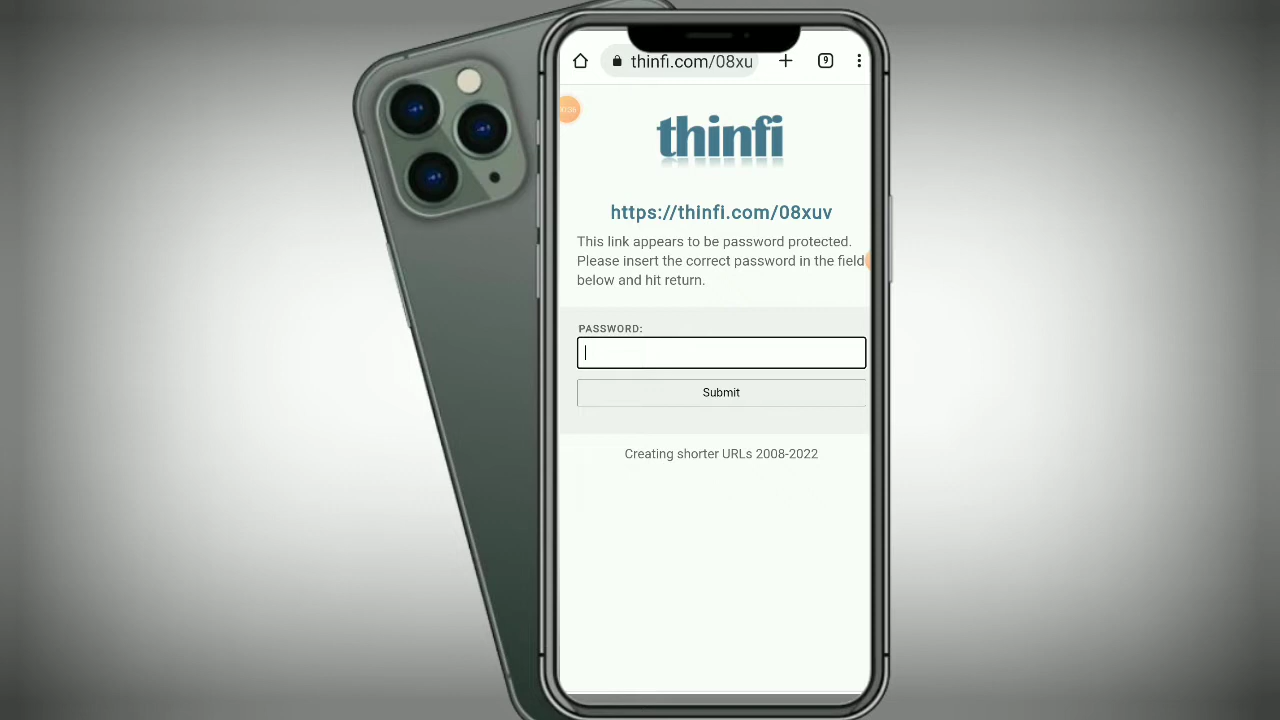 thinfi.com/08xu
9
thinfi
https://thinfi.com/08xuv
This link appears to be password protected.
Please insert the correct password in the field
below and hit return.
PASSWORD:
Submit
Creating shorter URLs 2008-2022